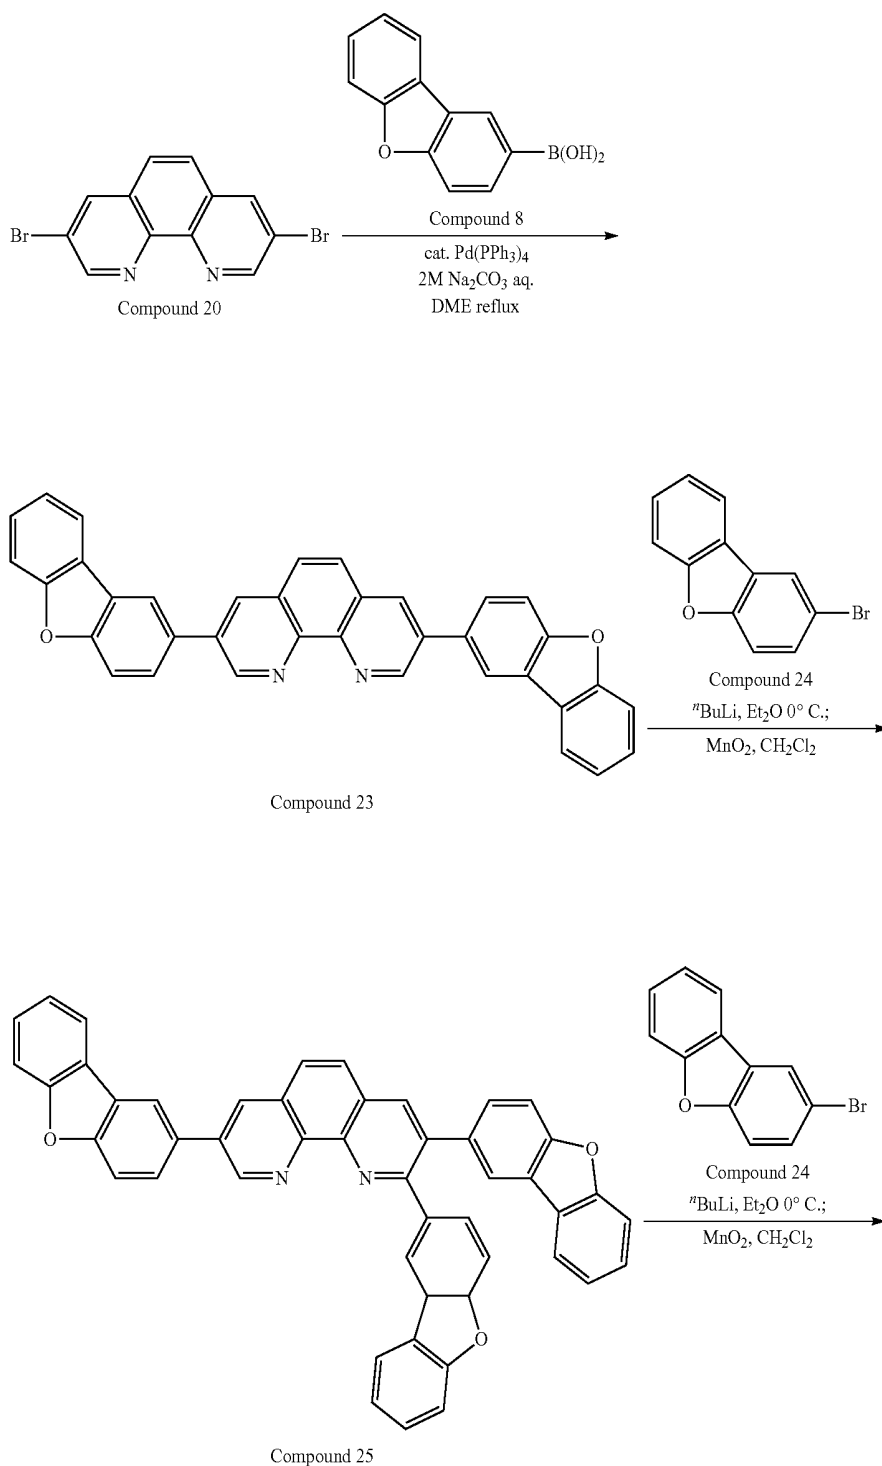 B(OH)₂
O
Compound 8
Br
Br
N
N
cat. Pd(PPh₃)₄
2M Na₂CO₃ aq.
DME reflux
Compound 20
O
N
N
O
Compound 23
O
Br
Compound 24
ⁿBuLi, Et₂O 0° C.;
MnO₂, CH₂Cl₂
O
N
N
O
O
Compound 25
O
Br
Compound 24
ⁿBuLi, Et₂O 0° C.;
MnO₂, CH₂Cl₂